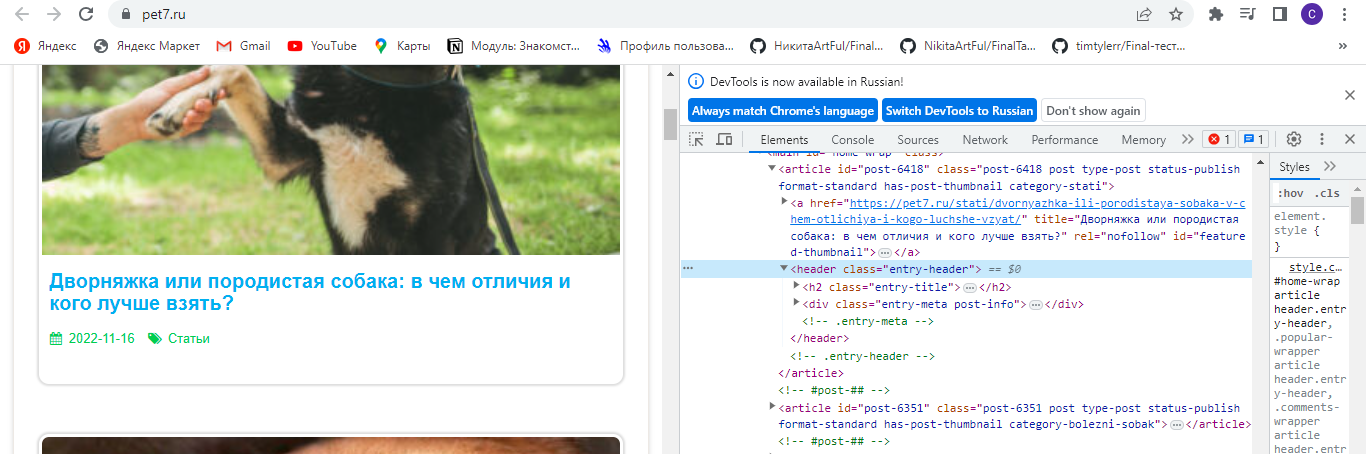 pet7.ru
C
Яндекс
Яндекс Маркет
Gmail
YouTube
Карты
Модуль: Знакомст...
Профиль пользова...
НикитаArtFul/Final...
NikitaArtFul/FinalTa...
timtylerr/Final-тест...
»
Дворняжка или породистая собака: в чем отличия и
кого лучше взять?
2022-11-16 Статьи
DevTools is now available in Russian!
Always match Chrome's language
Switch DevTools to Russian
Don't show again
Elements
Console
Sources
Network
Performance
Memory
1
1
<main id="home-wrap" class>
<article id="post-6418" class="post-6418 post type-post status-publish
format-standard has-post-thumbnail category-stati">
<a href="https://pet7.ru/stati/dvornyazhka-ili-porodistaya-sobaka-v-c
hem-otlichiya-i-kogo-luchshe-vzyat/" title="Дворняжка или породистая
собака: в чем отличия и кого лучше взять?" rel="nofollow" id="feature
d-thumbnail">…</a>
<header class="entry-header"> == $0
<h2 class="entry-title">…</h2>
<div class="entry-meta post-info">…</div>
<!-- .entry-meta -->
</header>
<!-- .entry-header -->
</article>
<!-- #post-## -->
<article id="post-6351" class="post-6351 post type-post status-publish
format-standard has-post-thumbnail category-bolezni-sobak">…</article>
<!-- #post-## -->
Styles
:hov .cls
element.
style {
}
style.c…
#home-wrap
article
header.entr
y-header,
.popular-
wrapper
article
header.entr
y-header,
.comments-
wrapper
article
header.entr